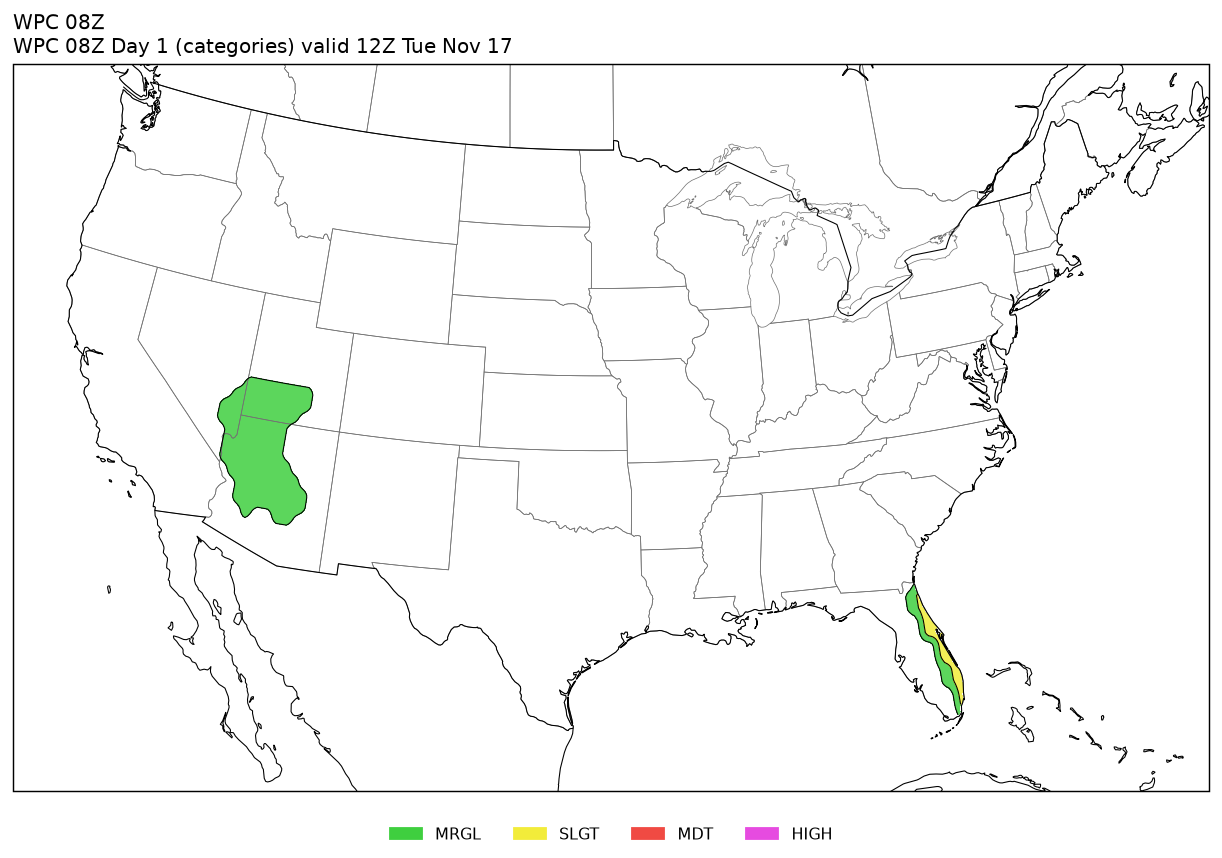 WPC 08Z
WPC 08Z Day 1 (categories) valid 12Z Tue Nov 17
MRGL SLGT MDT HIGH